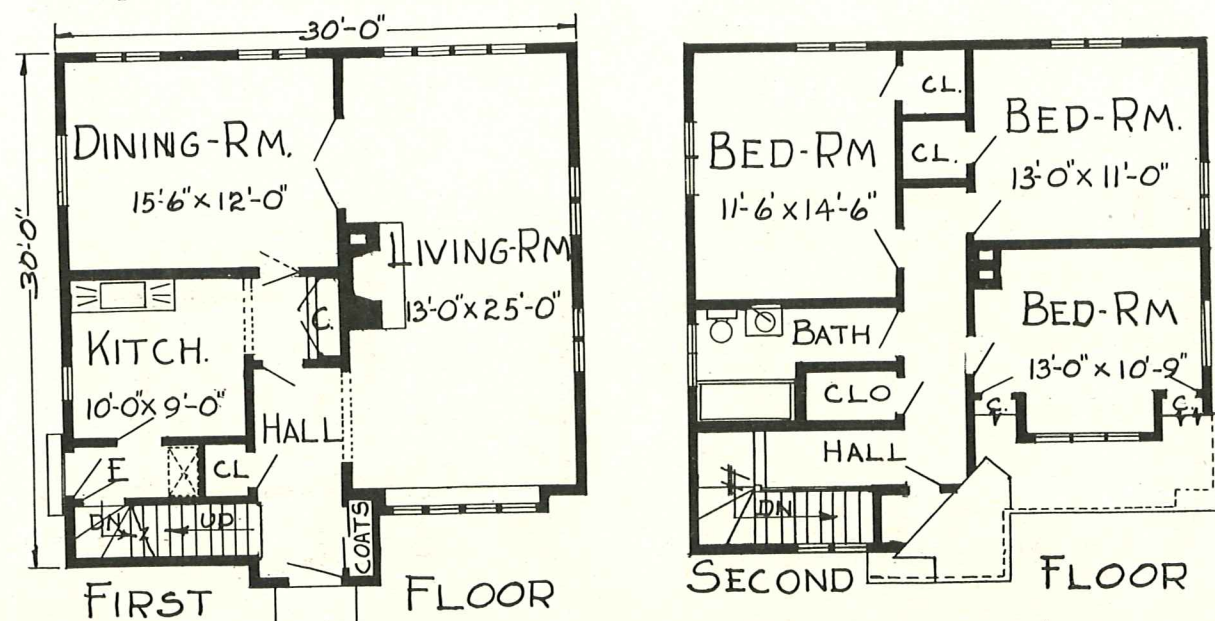 30'-0"
30'-0"
DINING-RM.
15'6" x 12'-0"
LIVING-RM
13'-0" x 25'-0"
C.
KITCH.
10'-0" x 9'-0"
HALL
E
CL
DN
UP
COATS
FIRST FLOOR
CL.
BED-RM
11'-6' x 14'-6"
CL.
BED-RM.
13'-0" x 11'-0"
BATH
BED-RM
13'-0" x 10'-9"
CLO
C.
C.
HALL
DN
SECOND FLOOR